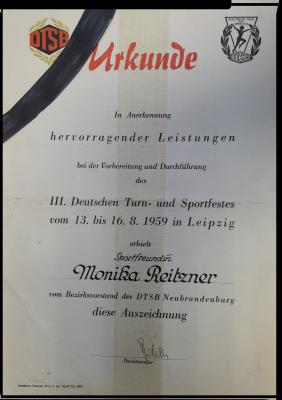 DTSB
Urkunde
In Anerkennung
hervorragender Leistungen
bei der Vorbereitung und Durchführung
des
III. Deutschen Turn- und Sportfestes
vom 13. bis 16. 8. 1959 in Leipzig
erhielt
Sportfreundin
Monika Reitzner
vom Bezirksvorstand des DTSB Neubrandenburg
diese Auszeichnung